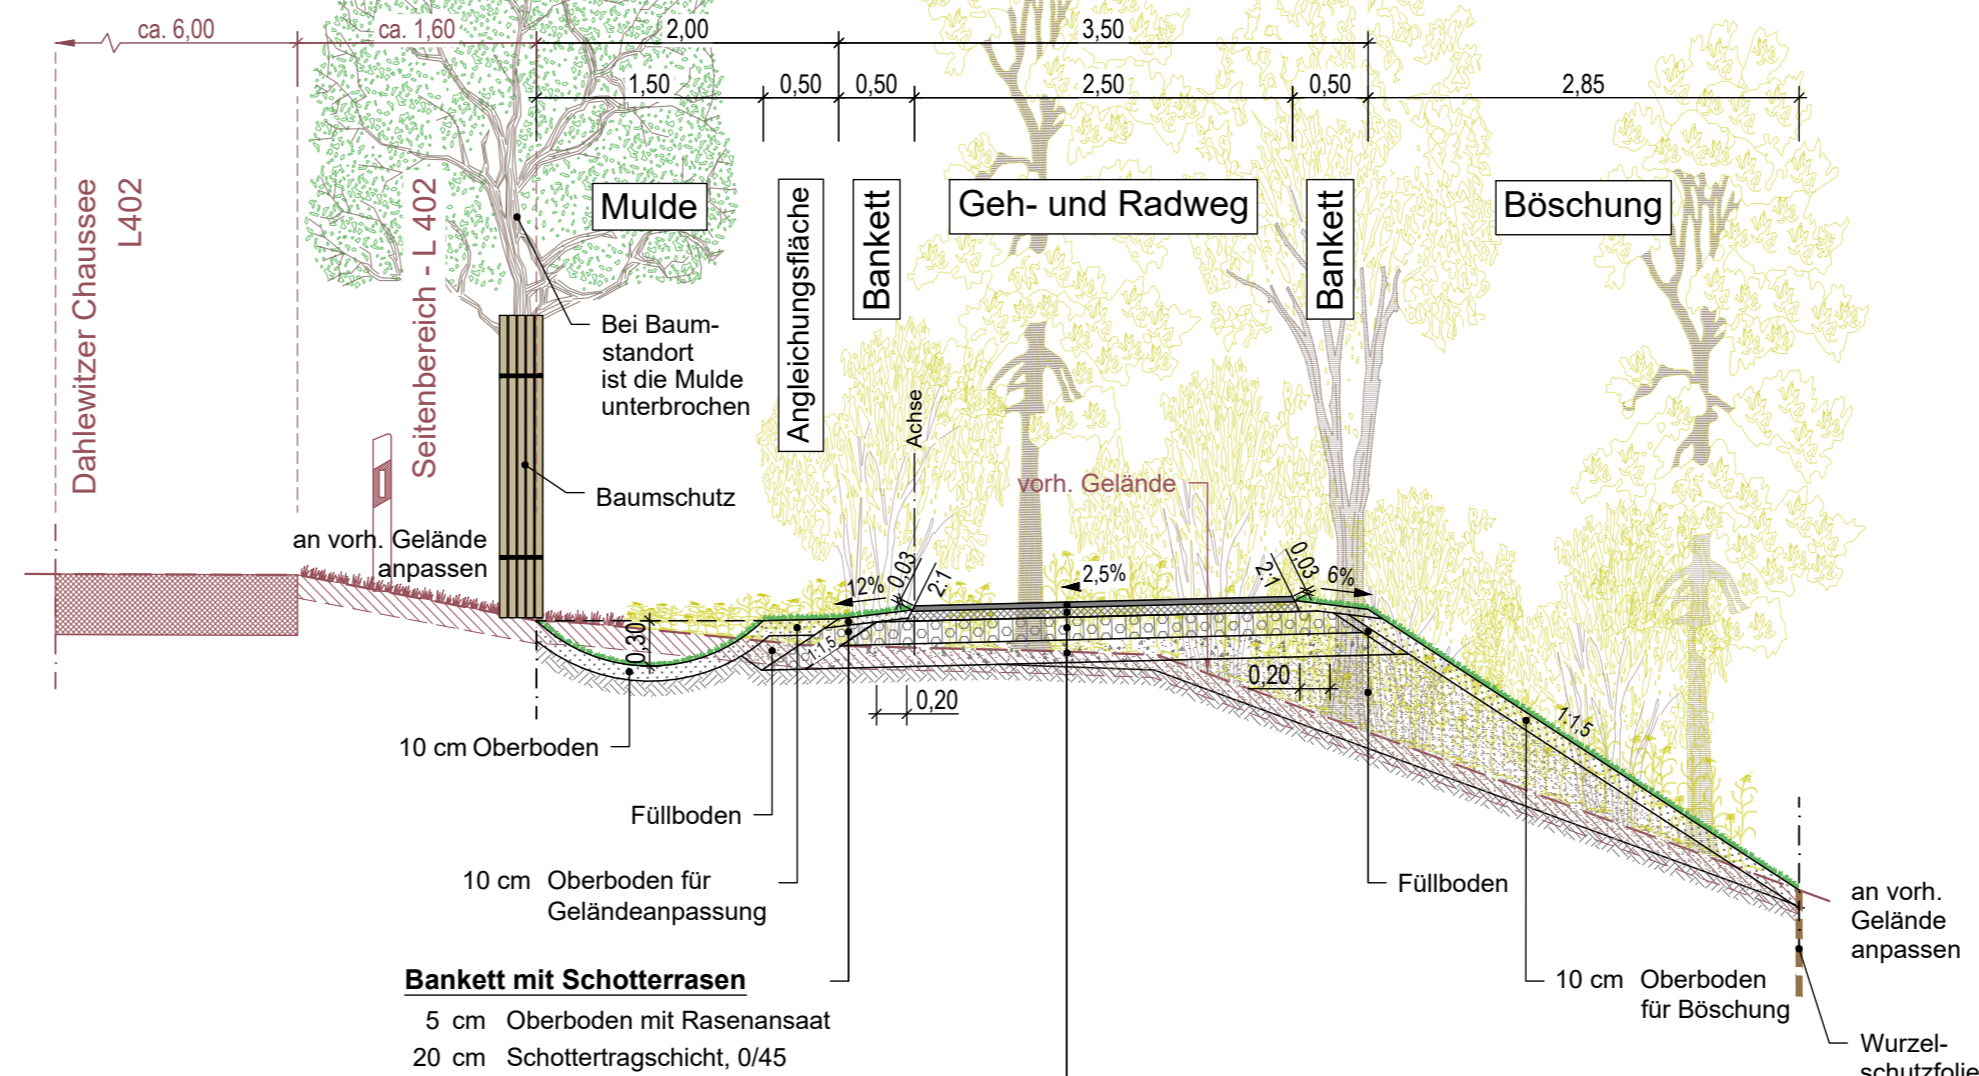 ca. 6,00
ca. 1,60
2,00
3,50
1,50
0,50
0,50
2,50
0,50
2,85
Dahlewitzer Chaussee
L402
Seitenbereich - L 402
Mulde
Angleichungsfläche
Bankett
Geh- und Radweg
Bankett
Böschung
Bei Baum-
standort
ist die Mulde
unterbrochen
Achse
Baumschutz
vorh. Gelände
an vorh. Gelände
anpassen
12%
0,03
2:1
2,5%
2:1
0,03
6%
0,30
1:1,5
0,20
0,20
1:1,5
10 cm Oberboden
Füllboden
10 cm Oberboden für
Geländeanpassung
Füllboden
an vorh.
Gelände
anpassen
10 cm Oberboden
für Böschung
Bankett mit Schotterrasen
5 cm Oberboden mit Rasenansaat
20 cm Schottertragschicht, 0/45
Wurzel-
schutzfolie